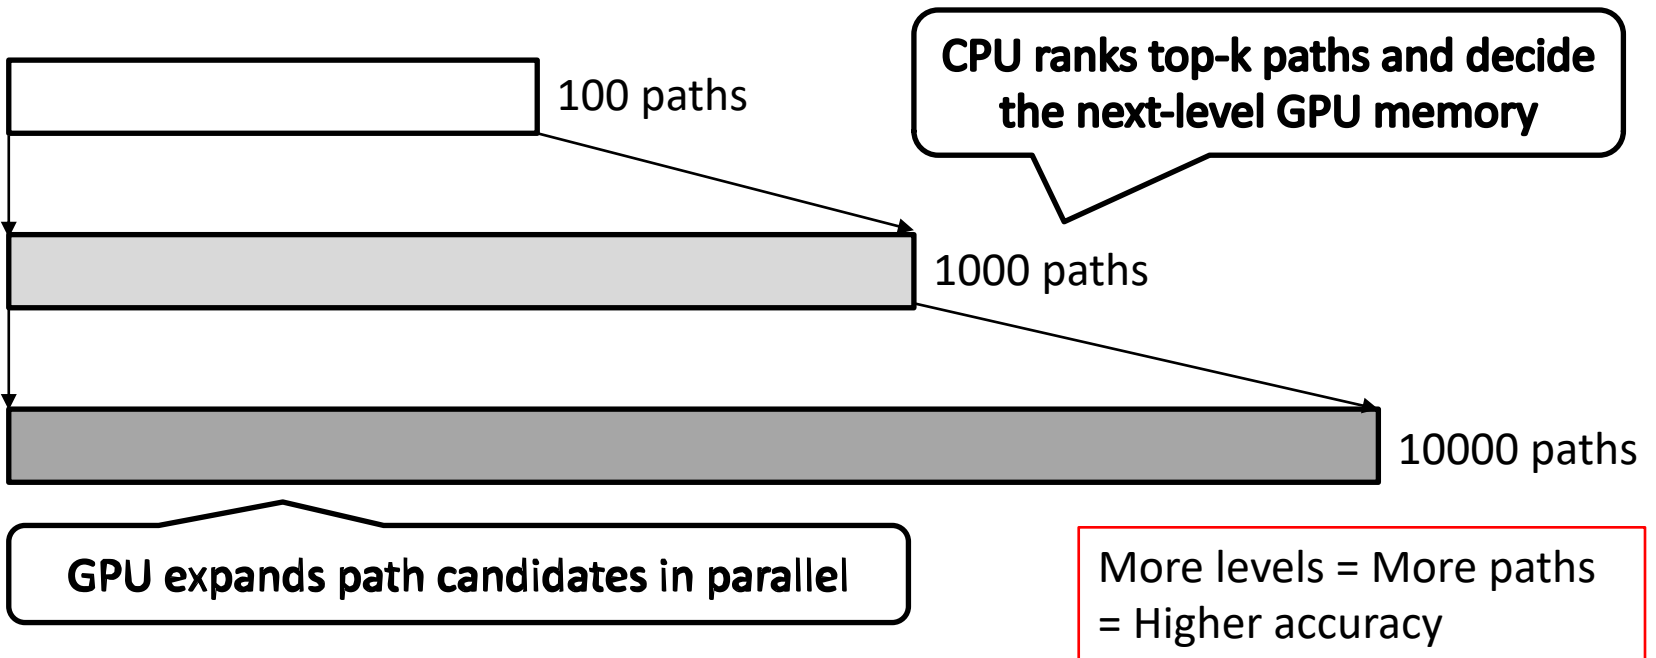 100 paths
CPU ranks top-k paths and decide
the next-level GPU memory
1000 paths
10000 paths
GPU expands path candidates in parallel
More levels = More paths
= Higher accuracy